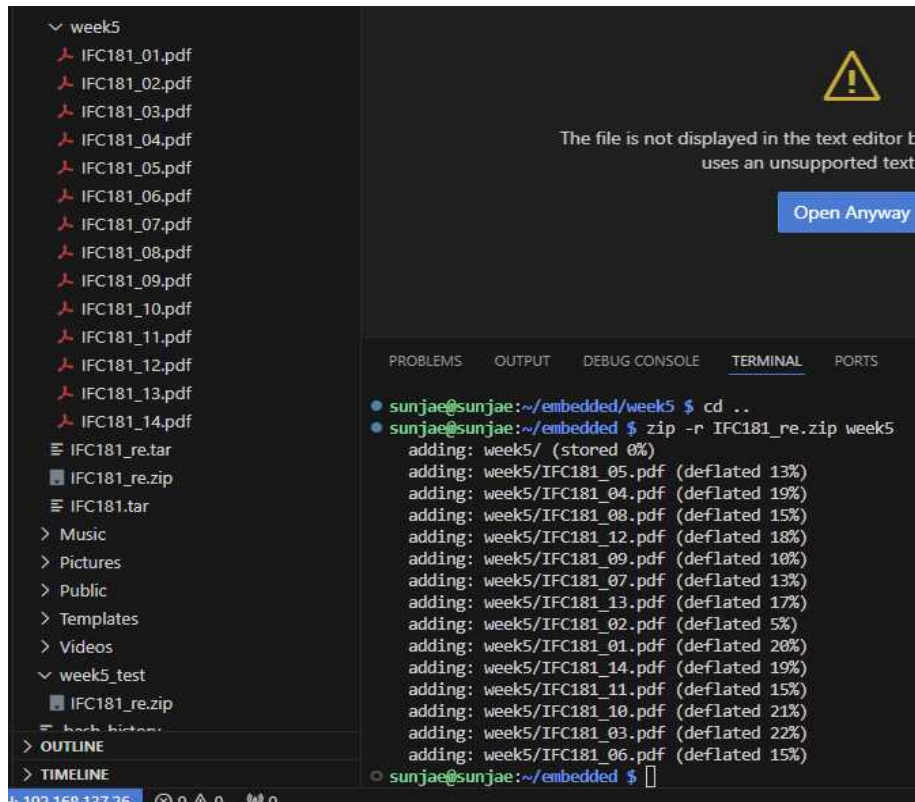 week5
IFC181_01.pdf
IFC181_02.pdf
IFC181_03.pdf
IFC181_04.pdf
IFC181_05.pdf
IFC181_06.pdf
IFC181_07.pdf
IFC181_08.pdf
IFC181_09.pdf
IFC181_10.pdf
IFC181_11.pdf
IFC181_12.pdf
IFC181_13.pdf
IFC181_14.pdf
IFC181_re.tar
IFC181_re.zip
IFC181.tar
Music
Pictures
Public
Templates
Videos
week5_test
IFC181_re.zip
OUTLINE
TIMELINE
The file is not displayed in the text editor b
uses an unsupported text
Open Anyway
PROBLEMS OUTPUT DEBUG CONSOLE TERMINAL PORTS
sunjae@sunjae:~/embedded/week5 $ cd ..
sunjae@sunjae:~/embedded $ zip -r IFC181_re.zip week5
adding: week5/ (stored 0%)
adding: week5/IFC181_05.pdf (deflated 13%)
adding: week5/IFC181_04.pdf (deflated 19%)
adding: week5/IFC181_08.pdf (deflated 15%)
adding: week5/IFC181_12.pdf (deflated 18%)
adding: week5/IFC181_09.pdf (deflated 10%)
adding: week5/IFC181_07.pdf (deflated 13%)
adding: week5/IFC181_13.pdf (deflated 17%)
adding: week5/IFC181_02.pdf (deflated 5%)
adding: week5/IFC181_01.pdf (deflated 20%)
adding: week5/IFC181_14.pdf (deflated 19%)
adding: week5/IFC181_11.pdf (deflated 15%)
adding: week5/IFC181_10.pdf (deflated 21%)
adding: week5/IFC181_03.pdf (deflated 22%)
adding: week5/IFC181_06.pdf (deflated 15%)
sunjae@sunjae:~/embedded $